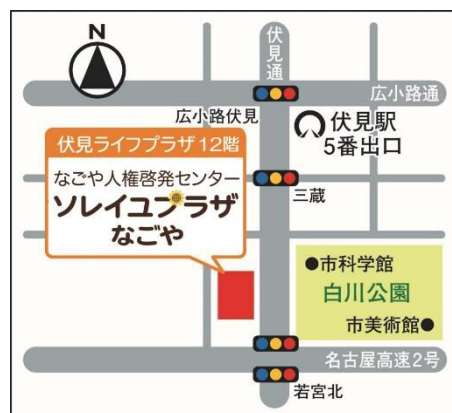 N
伏見通
広小路通
広小路伏見
伏見駅
5番出口
伏見ライフプラザ12階
なごや人権啓発センター
ソレイユプラザ
なごや
三蔵
●市科学館
白川公園
市美術館●
名古屋高速2号
若宮北